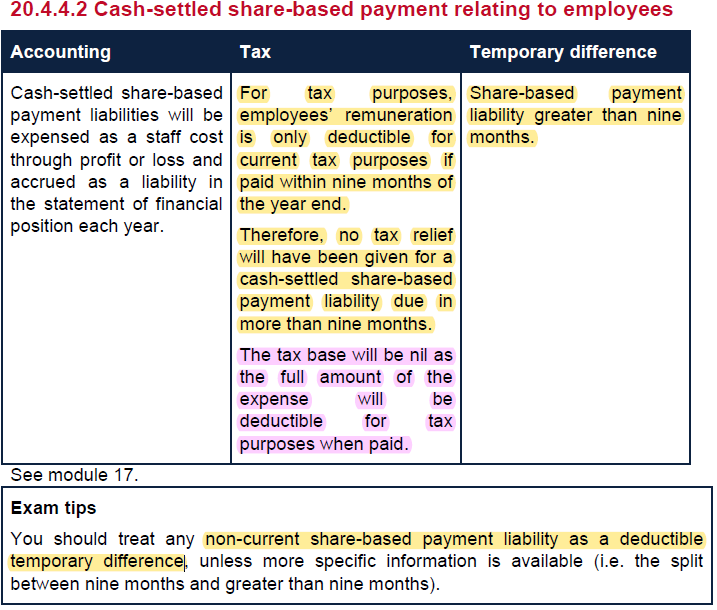 20.4.4.2 Cash-settled share-based payment relating to employees
Accounting
Tax
Temporary difference
Cash-settled share-based
payment liabilities will be
expensed as a staff cost
through profit or loss and
accrued as a liability in
the statement of financial
position each year.
For tax purposes,
employees' remuneration
is only deductible for
current tax purposes if
paid within nine months of
the year end.
Therefore, no tax relief
will have been given for a
cash-settled share-based
payment liability due in
more than nine months.
The tax base will be nil as
the full amount of the
expense will be
deductible for tax
purposes when paid.
Share-based payment
liability greater than nine
months.
See module 17.
Exam tips
You should treat any non-current share-based payment liability as a deductible
temporary difference, unless more specific information is available (i.e. the split
between nine months and greater than nine months).